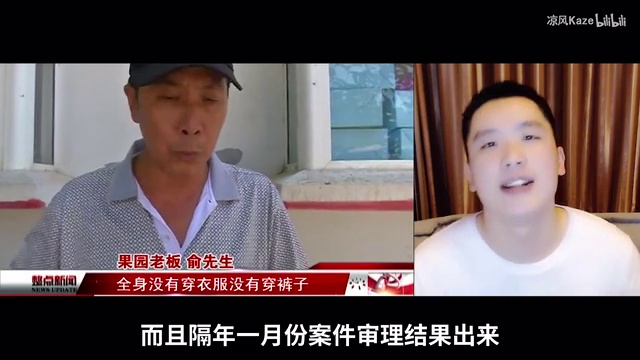 凉风Kaze bilibili
果园老板 俞先生
整点新闻
NEWS UPDATE
全身没有穿衣服没有穿裤子
而且隔年一月份案件审理结果出来